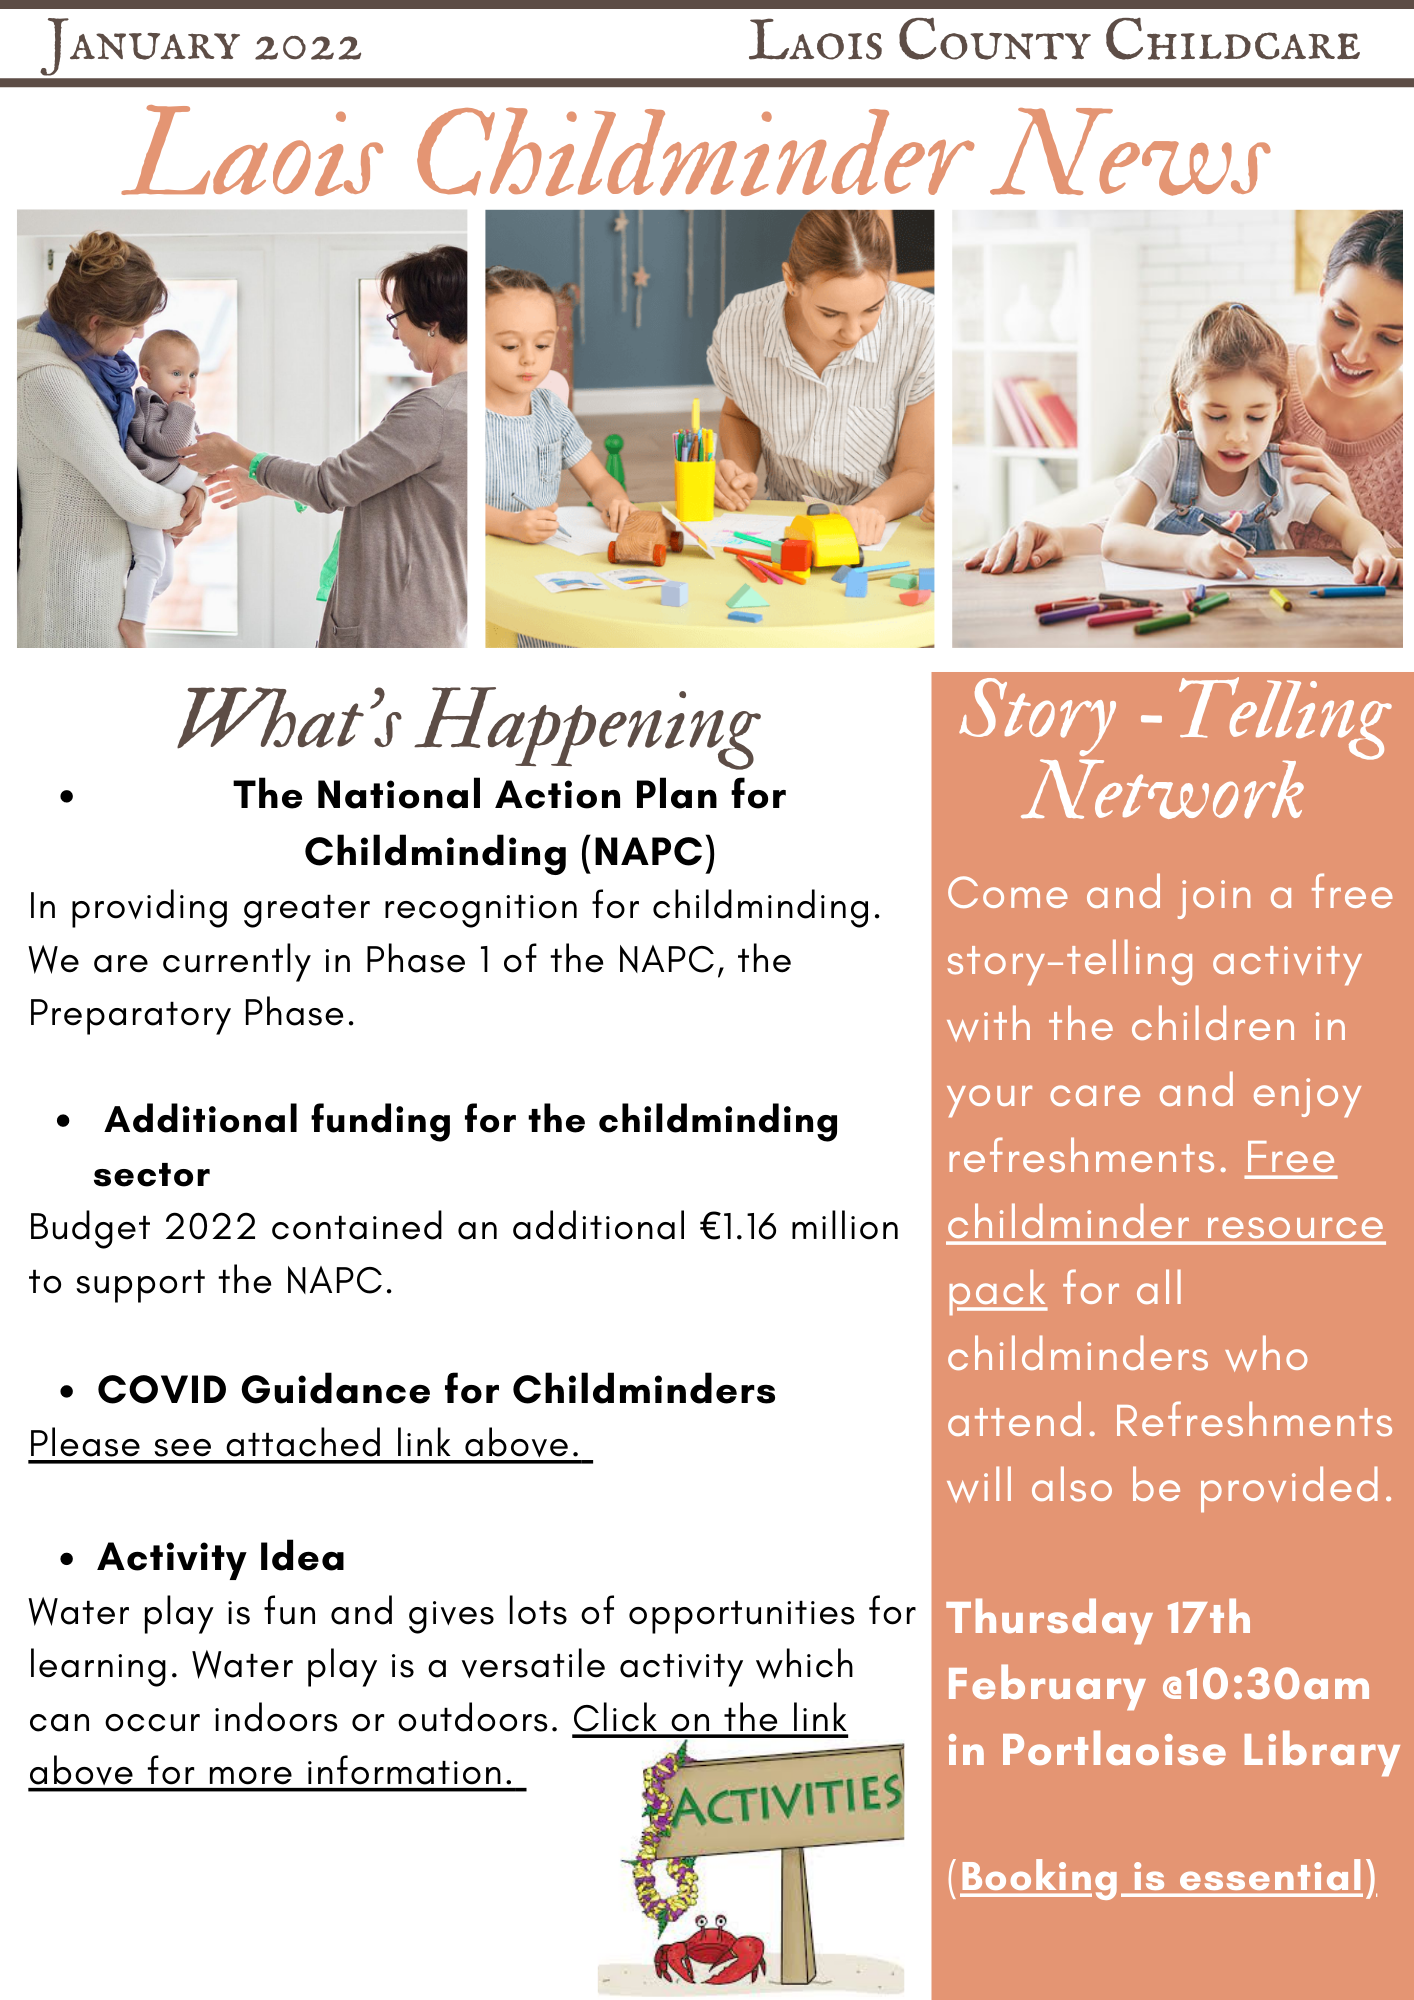 January 2022
Laois County Childcare
Laois Childminder News
What's Happening
• The National Action Plan for
Childminding (NAPC)
In providing greater recognition for childminding.
We are currently in Phase 1 of the NAPC, the
Preparatory Phase.
• Additional funding for the childminding
sector
Budget 2022 contained an additional €1.16 million
to support the NAPC.
• COVID Guidance for Childminders
Please see attached link above.
• Activity Idea
Water play is fun and gives lots of opportunities for
learning. Water play is a versatile activity which
can occur indoors or outdoors. Click on the link
above for more information.
ACTIVITIES
Story -Telling
Network
Come and join a free
story-telling activity
with the children in
your care and enjoy
refreshments. Free
childminder resource
pack for all
childminders who
attend. Refreshments
will also be provided.
Thursday 17th
February @10:30am
in Portlaoise Library
(Booking is essential)